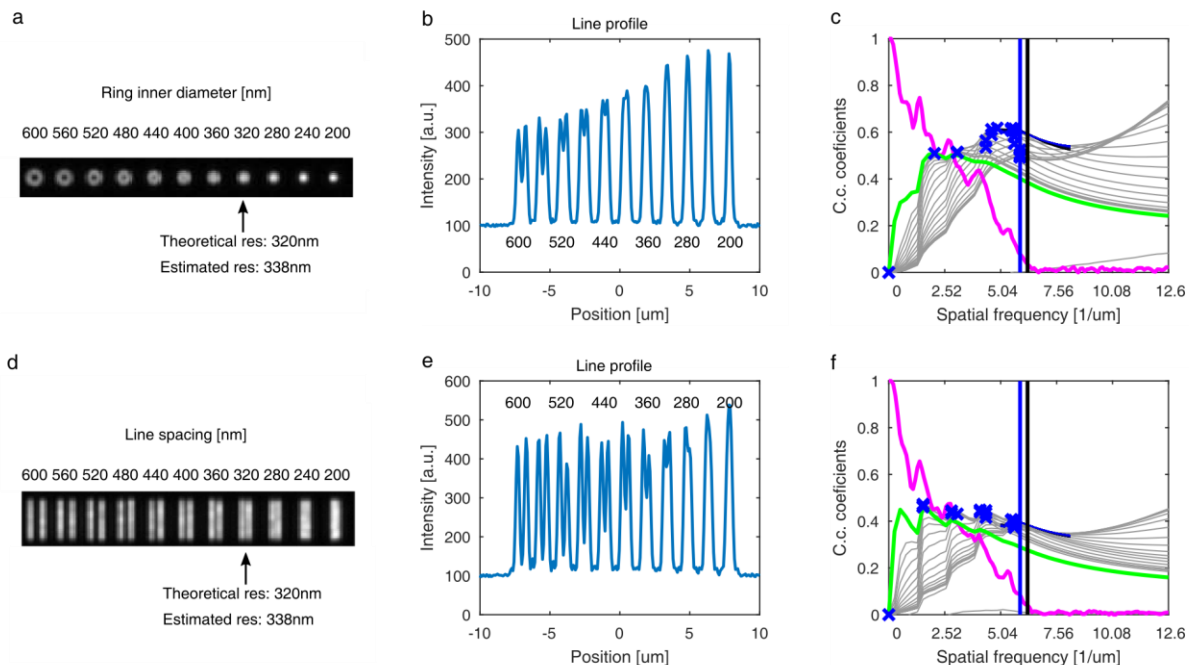 a
Ring inner diameter [nm]
600 560 520 480 440 400 360 320 280 240 200
Theoretical res: 320nm
Estimated res: 338nm
b
Line profile
500
400
300
200
100
0
Intensity [a.u.]
600 520 440 360 280 200
-10 -5 0 5 10
Position [um]
c
1
0.8
0.6
0.4
0.2
0
C.c. coeficients
0 2.52 5.04 7.56 10.08 12.6
Spatial frequency [1/um]
d
Line spacing [nm]
600 560 520 480 440 400 360 320 280 240 200
Theoretical res: 320nm
Estimated res: 338nm
e
Line profile
600
500
400
300
200
100
0
Intensity [a.u.]
600 520 440 360 280 200
-10 -5 0 5 10
Position [um]
f
1
0.8
0.6
0.4
0.2
0
C.c. coeficients
0 2.52 5.04 7.56 10.08 12.6
Spatial frequency [1/um]